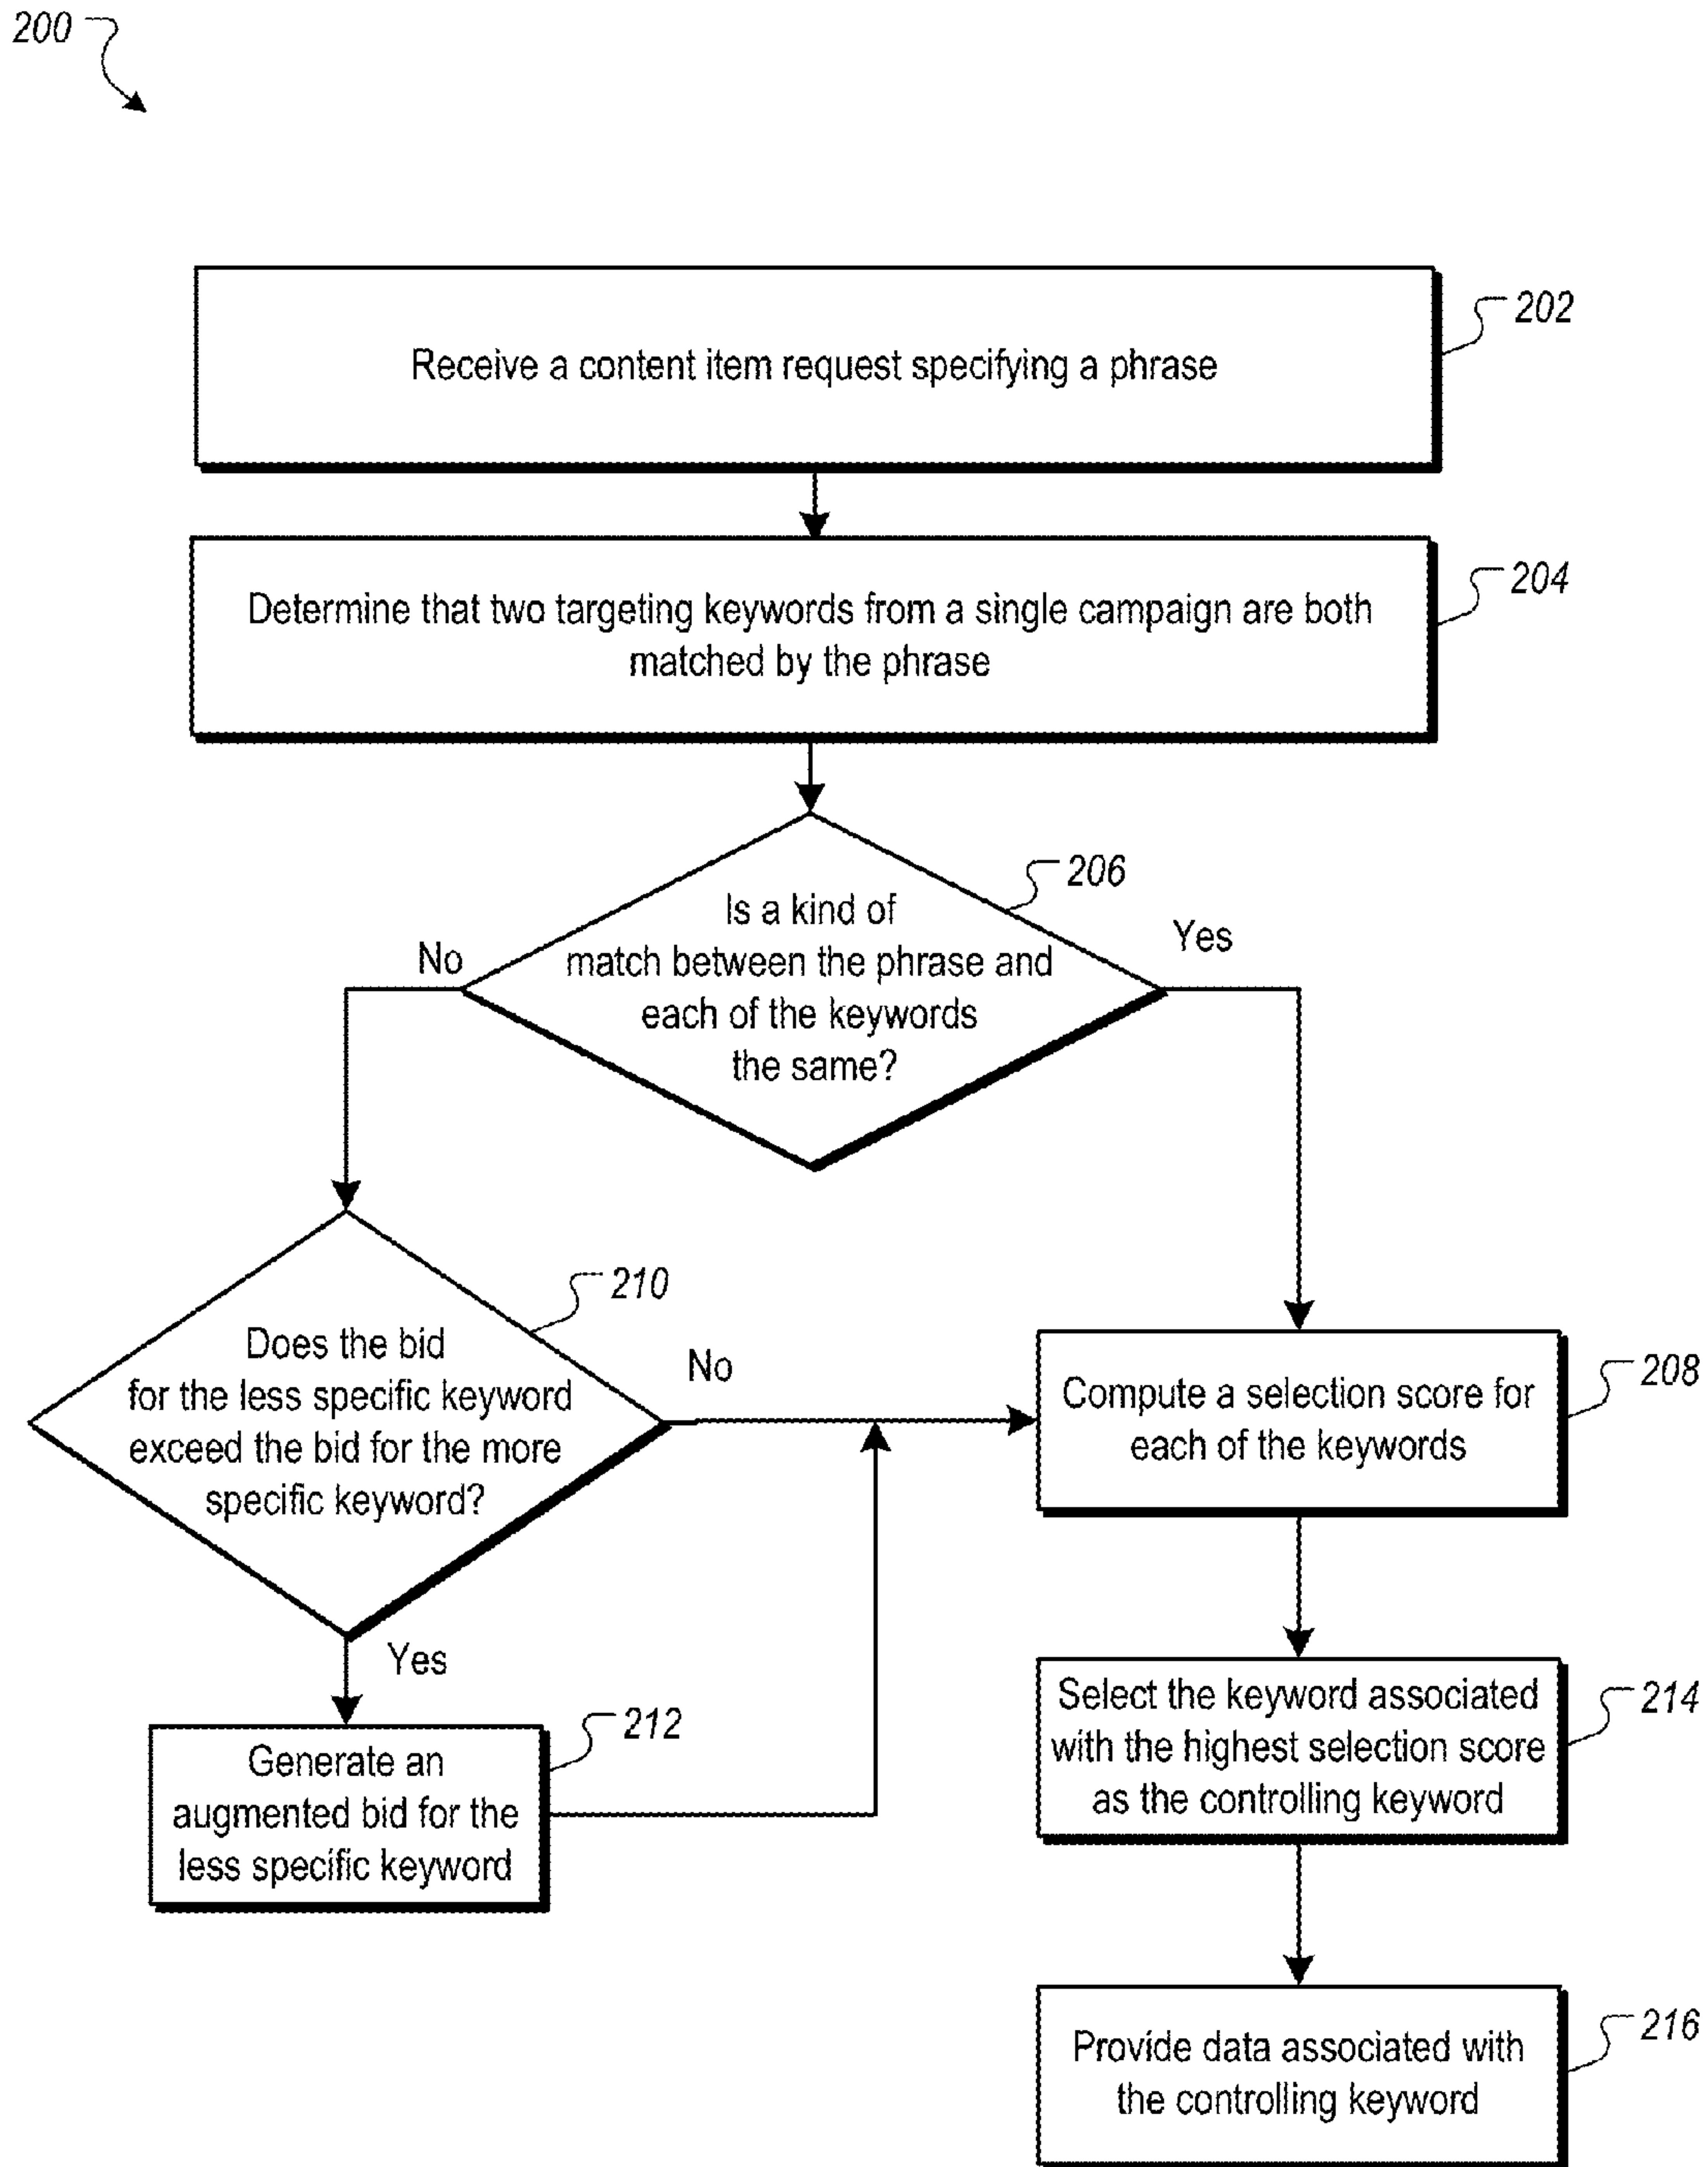 200
Receive a content item request specifying a phrase
202
Determine that two targeting keywords from a single campaign are both
matched by the phrase
204
Is a kind of
match between the phrase and
each of the keywords
the same?
206
No
Yes
Does the bid
for the less specific keyword
exceed the bid for the more
specific keyword?
210
No
Yes
Generate an
augmented bid for the
less specific keyword
212
Compute a selection score for
each of the keywords
208
Select the keyword associated
with the highest selection score
as the controlling keyword
214
Provide data associated with
the controlling keyword
216